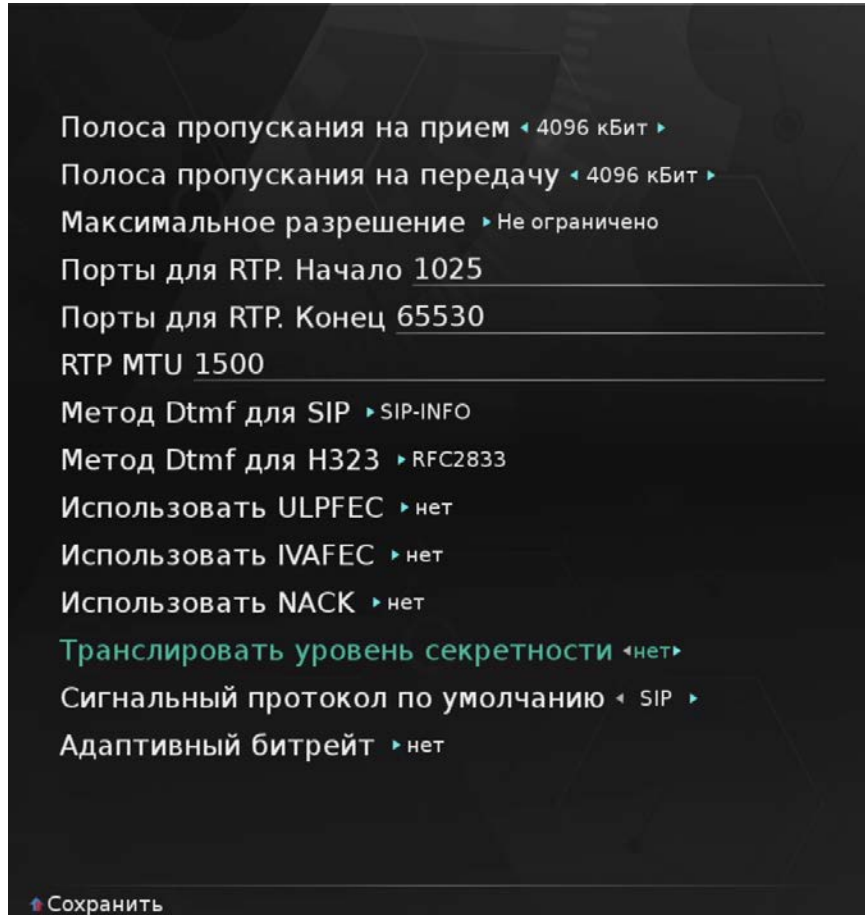 Полоса пропускания на прием 4096 кБит
Полоса пропускания на передачу 4096 кБит
Максимальное разрешение Не ограничено
Порты для RTP. Начало 1025
Порты для RTP. Конец 65530
RTP MTU 1500
Метод Dtmf для SIP SIP-INFO
Метод Dtmf для H323 RFC2833
Использовать ULPFEC нет
Использовать IVAFEC нет
Использовать NACK нет
Транслировать уровень секретности нет
Сигнальный протокол по умолчанию SIP
Адаптивный битрейт нет
Сохранить